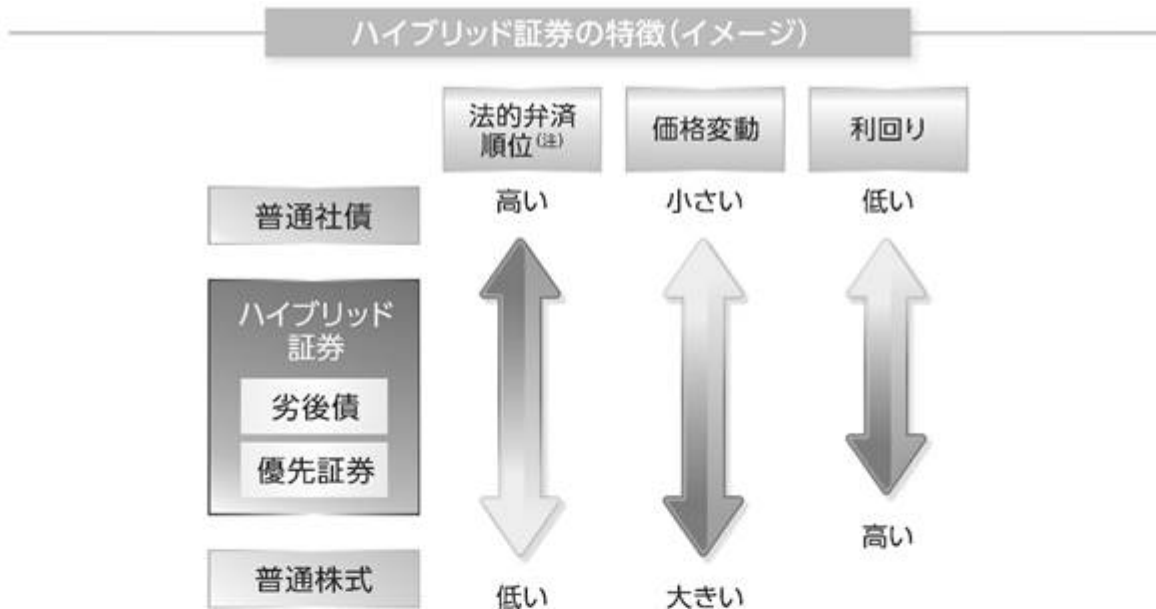 ハイブリッド証券の特徴(イメージ)
法的弁済
順位(注)
価格変動
利回り
普通社債
高い
小さい
低い
ハイブリッド
証券
劣後債
優先証券
高い
普通株式
低い
大きい